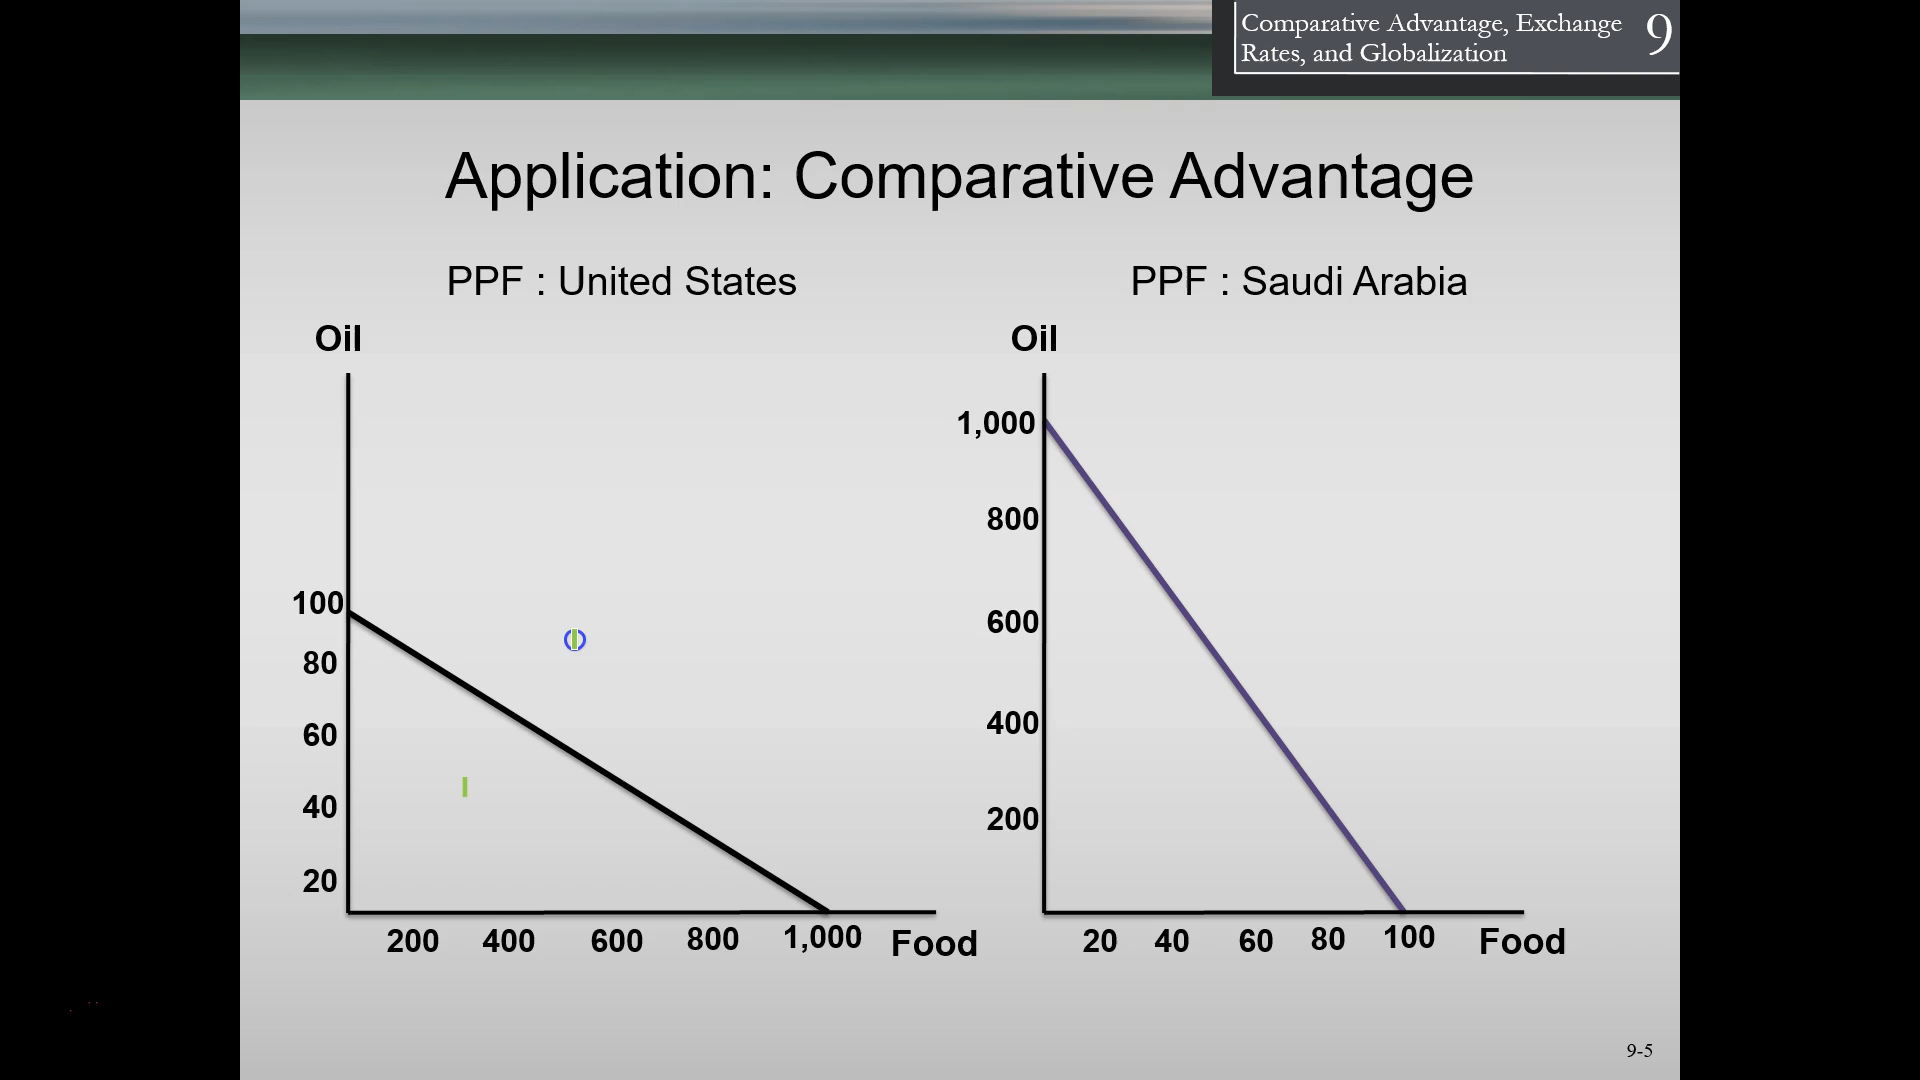 Comparative Advantage, Exchange
Rates, and Globalization
9
Application: Comparative Advantage
PPF : United States
PPF : Saudi Arabia
Oil
100
80
60
40
20
200 400 600 800 1,000 Food
Oil
1,000
800
600
400
200
20 40 60 80 100 Food
9-5